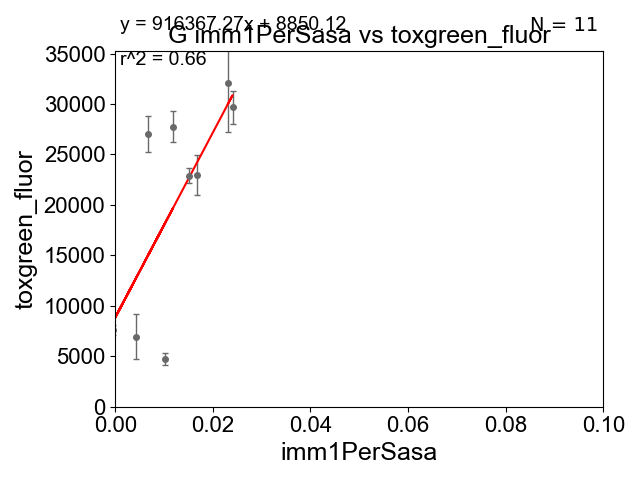 y = 916367.27x + 8850.12
N = 11
G imm1PerSasa vs toxgreen_fluor
r^2 = 0.66
35000
30000
25000
20000
15000
10000
5000
0
toxgreen_fluor
0.00 0.02 0.04 0.06 0.08 0.10
imm1PerSasa